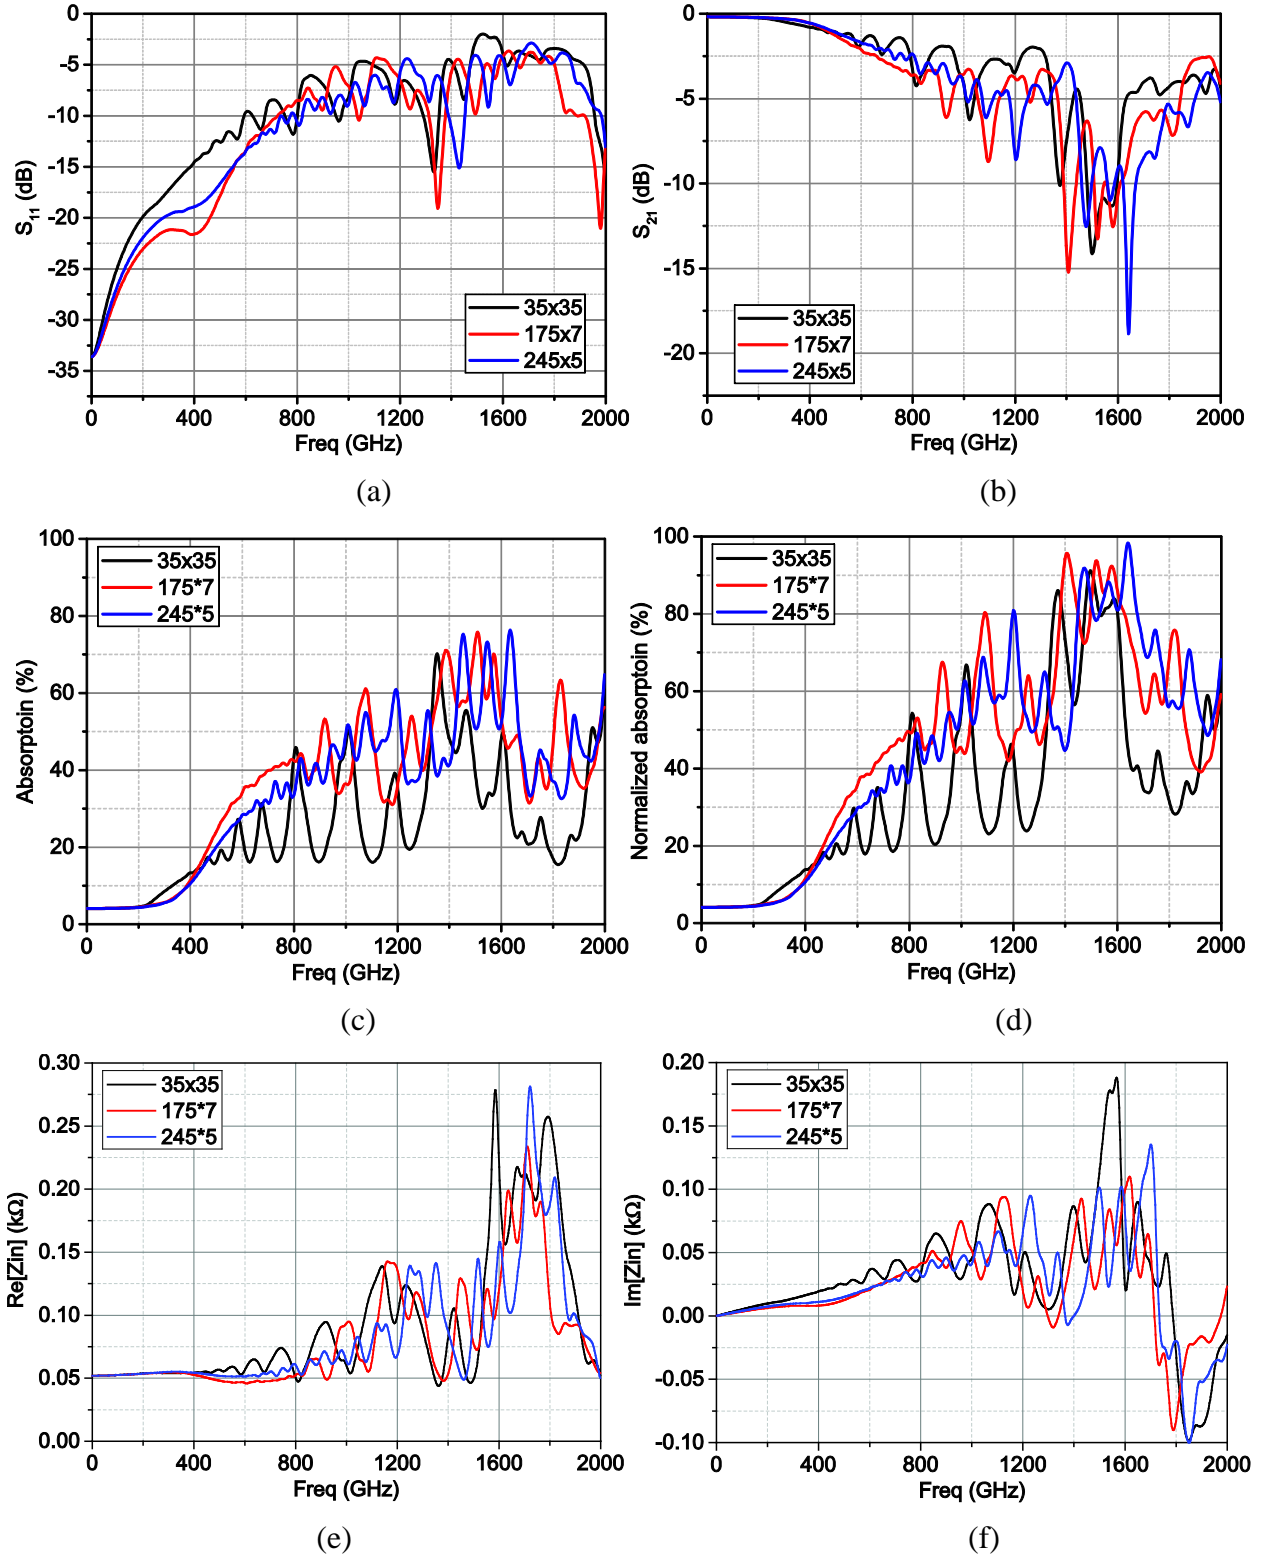 0
-5
-10
-15
-20
-25
-30
-35
S11 (dB)
35x35
175x7
245x5
0 400 800 1200 1600 2000
Freq (GHz)
(a)
0
-5
-10
-15
-20
S21 (dB)
35x35
175x7
245x5
0 400 800 1200 1600 2000
Freq (GHz)
(b)
100
80
60
40
20
0
Absorptoin (%)
35x35
175*7
245*5
0 400 800 1200 1600 2000
Freq (GHz)
(c)
100
80
60
40
20
0
Normalized absorptoin (%)
35x35
175*7
245*5
0 400 800 1200 1600 2000
Freq (GHz)
(d)
0.30
0.25
0.20
0.15
0.10
0.05
0.00
Re[Zin] (kΩ)
35x35
175*7
245*5
0 400 800 1200 1600 2000
Freq (GHz)
(e)
0.20
0.15
0.10
0.05
0.00
-0.05
-0.10
Im[Zin] (kΩ)
35x35
175*7
245*5
0 400 800 1200 1600 2000
Freq (GHz)
(f)